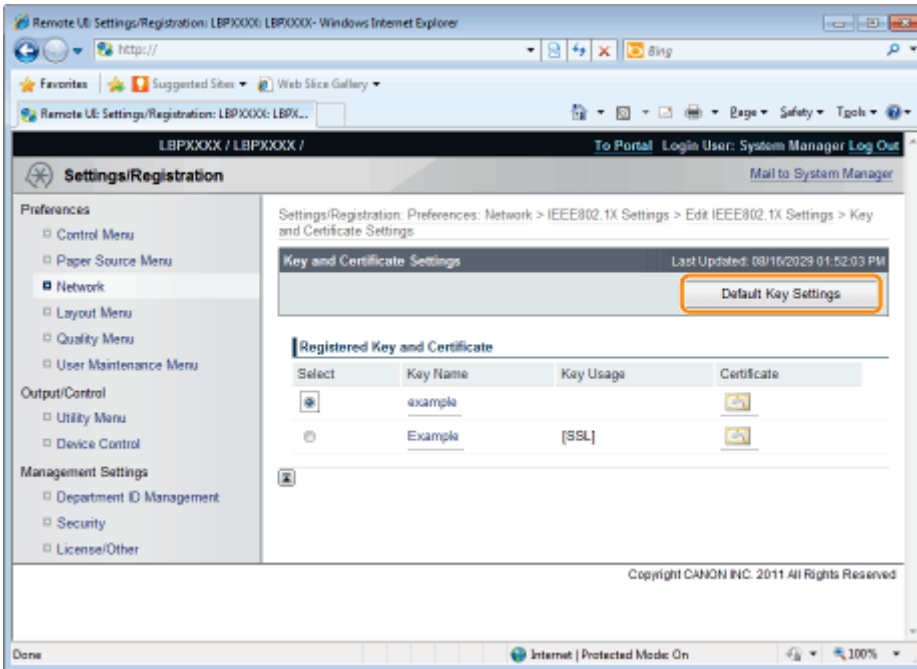 Remote UI: Settings/Registration: LBPXXXX: LBPXXXX- Windows Internet Explorer
http://
Bing
Favorites Suggested Sites Web Slice Gallery
Remote UI: Settings/Registration: LBPXXXX: LBPX...
Page Safety Tools
LBPXXXX / LBPXXXX /
To Portal Login User: System Manager Log Out
Settings/Registration
Mail to System Manager
Preferences
Control Menu
Paper Source Menu
Network
Layout Menu
Quality Menu
User Maintenance Menu
Output/Control
Utility Menu
Device Control
Management Settings
Department ID Management
Security
License/Other
Settings/Registration: Preferences: Network > IEEE802.1X Settings > Edit IEEE802.1X Settings > Key
and Certificate Settings
Key and Certificate Settings
Last Updated: 08/16/2029 01:52:03 PM
Default Key Settings
Registered Key and Certificate
Select Key Name Key Usage Certificate
example
Example [SSL]
Copyright CANON INC. 2011 All Rights Reserved
Done
Internet | Protected Mode: On
100%